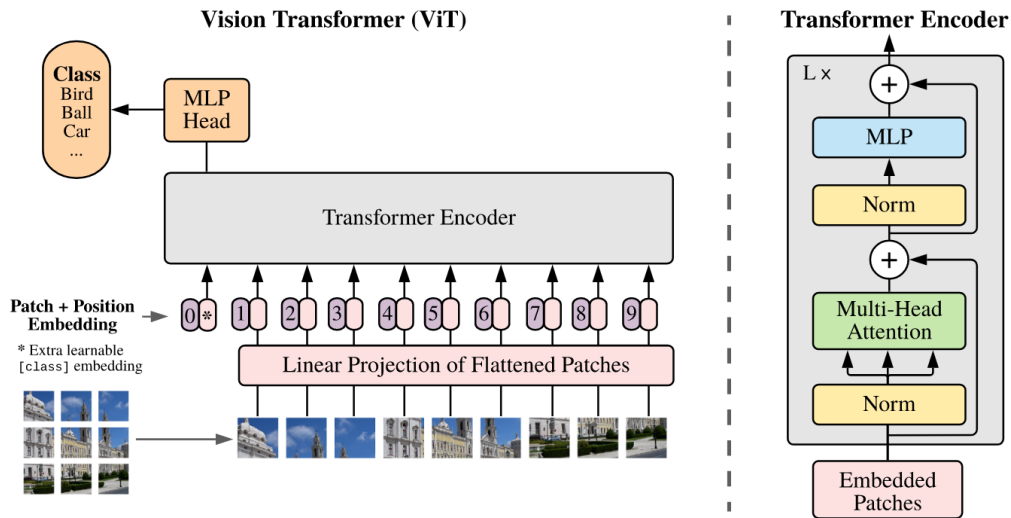 Vision Transformer (ViT)
Class
Bird
Ball
Car
...
MLP
Head
Transformer Encoder
Patch + Position
Embedding
* Extra learnable
[class] embedding
0 * 1 2 3 4 5 6 7 8 9
Linear Projection of Flattened Patches
Transformer Encoder
L ×
+
MLP
Norm
+
Multi-Head
Attention
Norm
Embedded
Patches